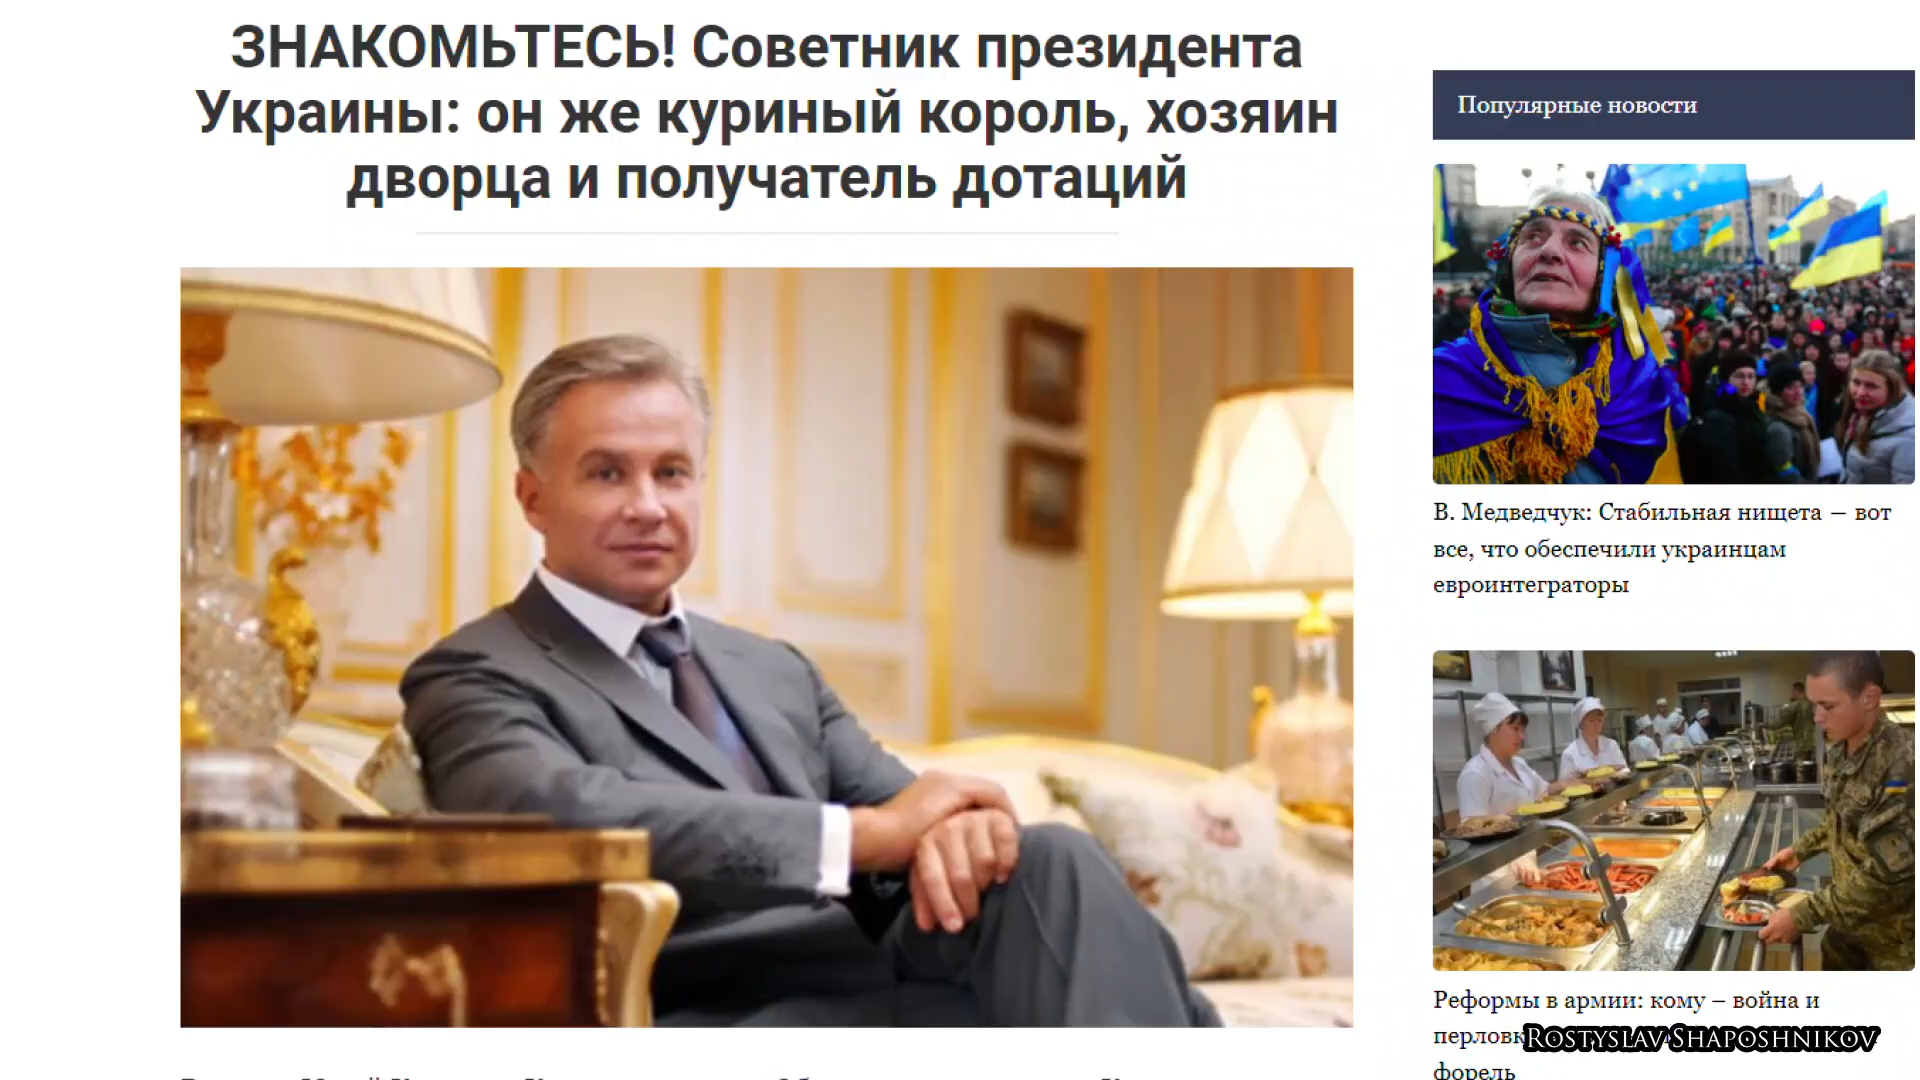 ЗНАКОМЬТЕСЬ! Советник президента
Украины: он же куриный король, хозяин
дворца и получатель дотаций
Популярные новости
В. Медведчук: Стабильная нищета — вот
все, что обеспечили украинцам
евроинтеграторы
Реформы в армии: кому – война и
ROSTYSLAV SHAPOSHNIKOV
форель